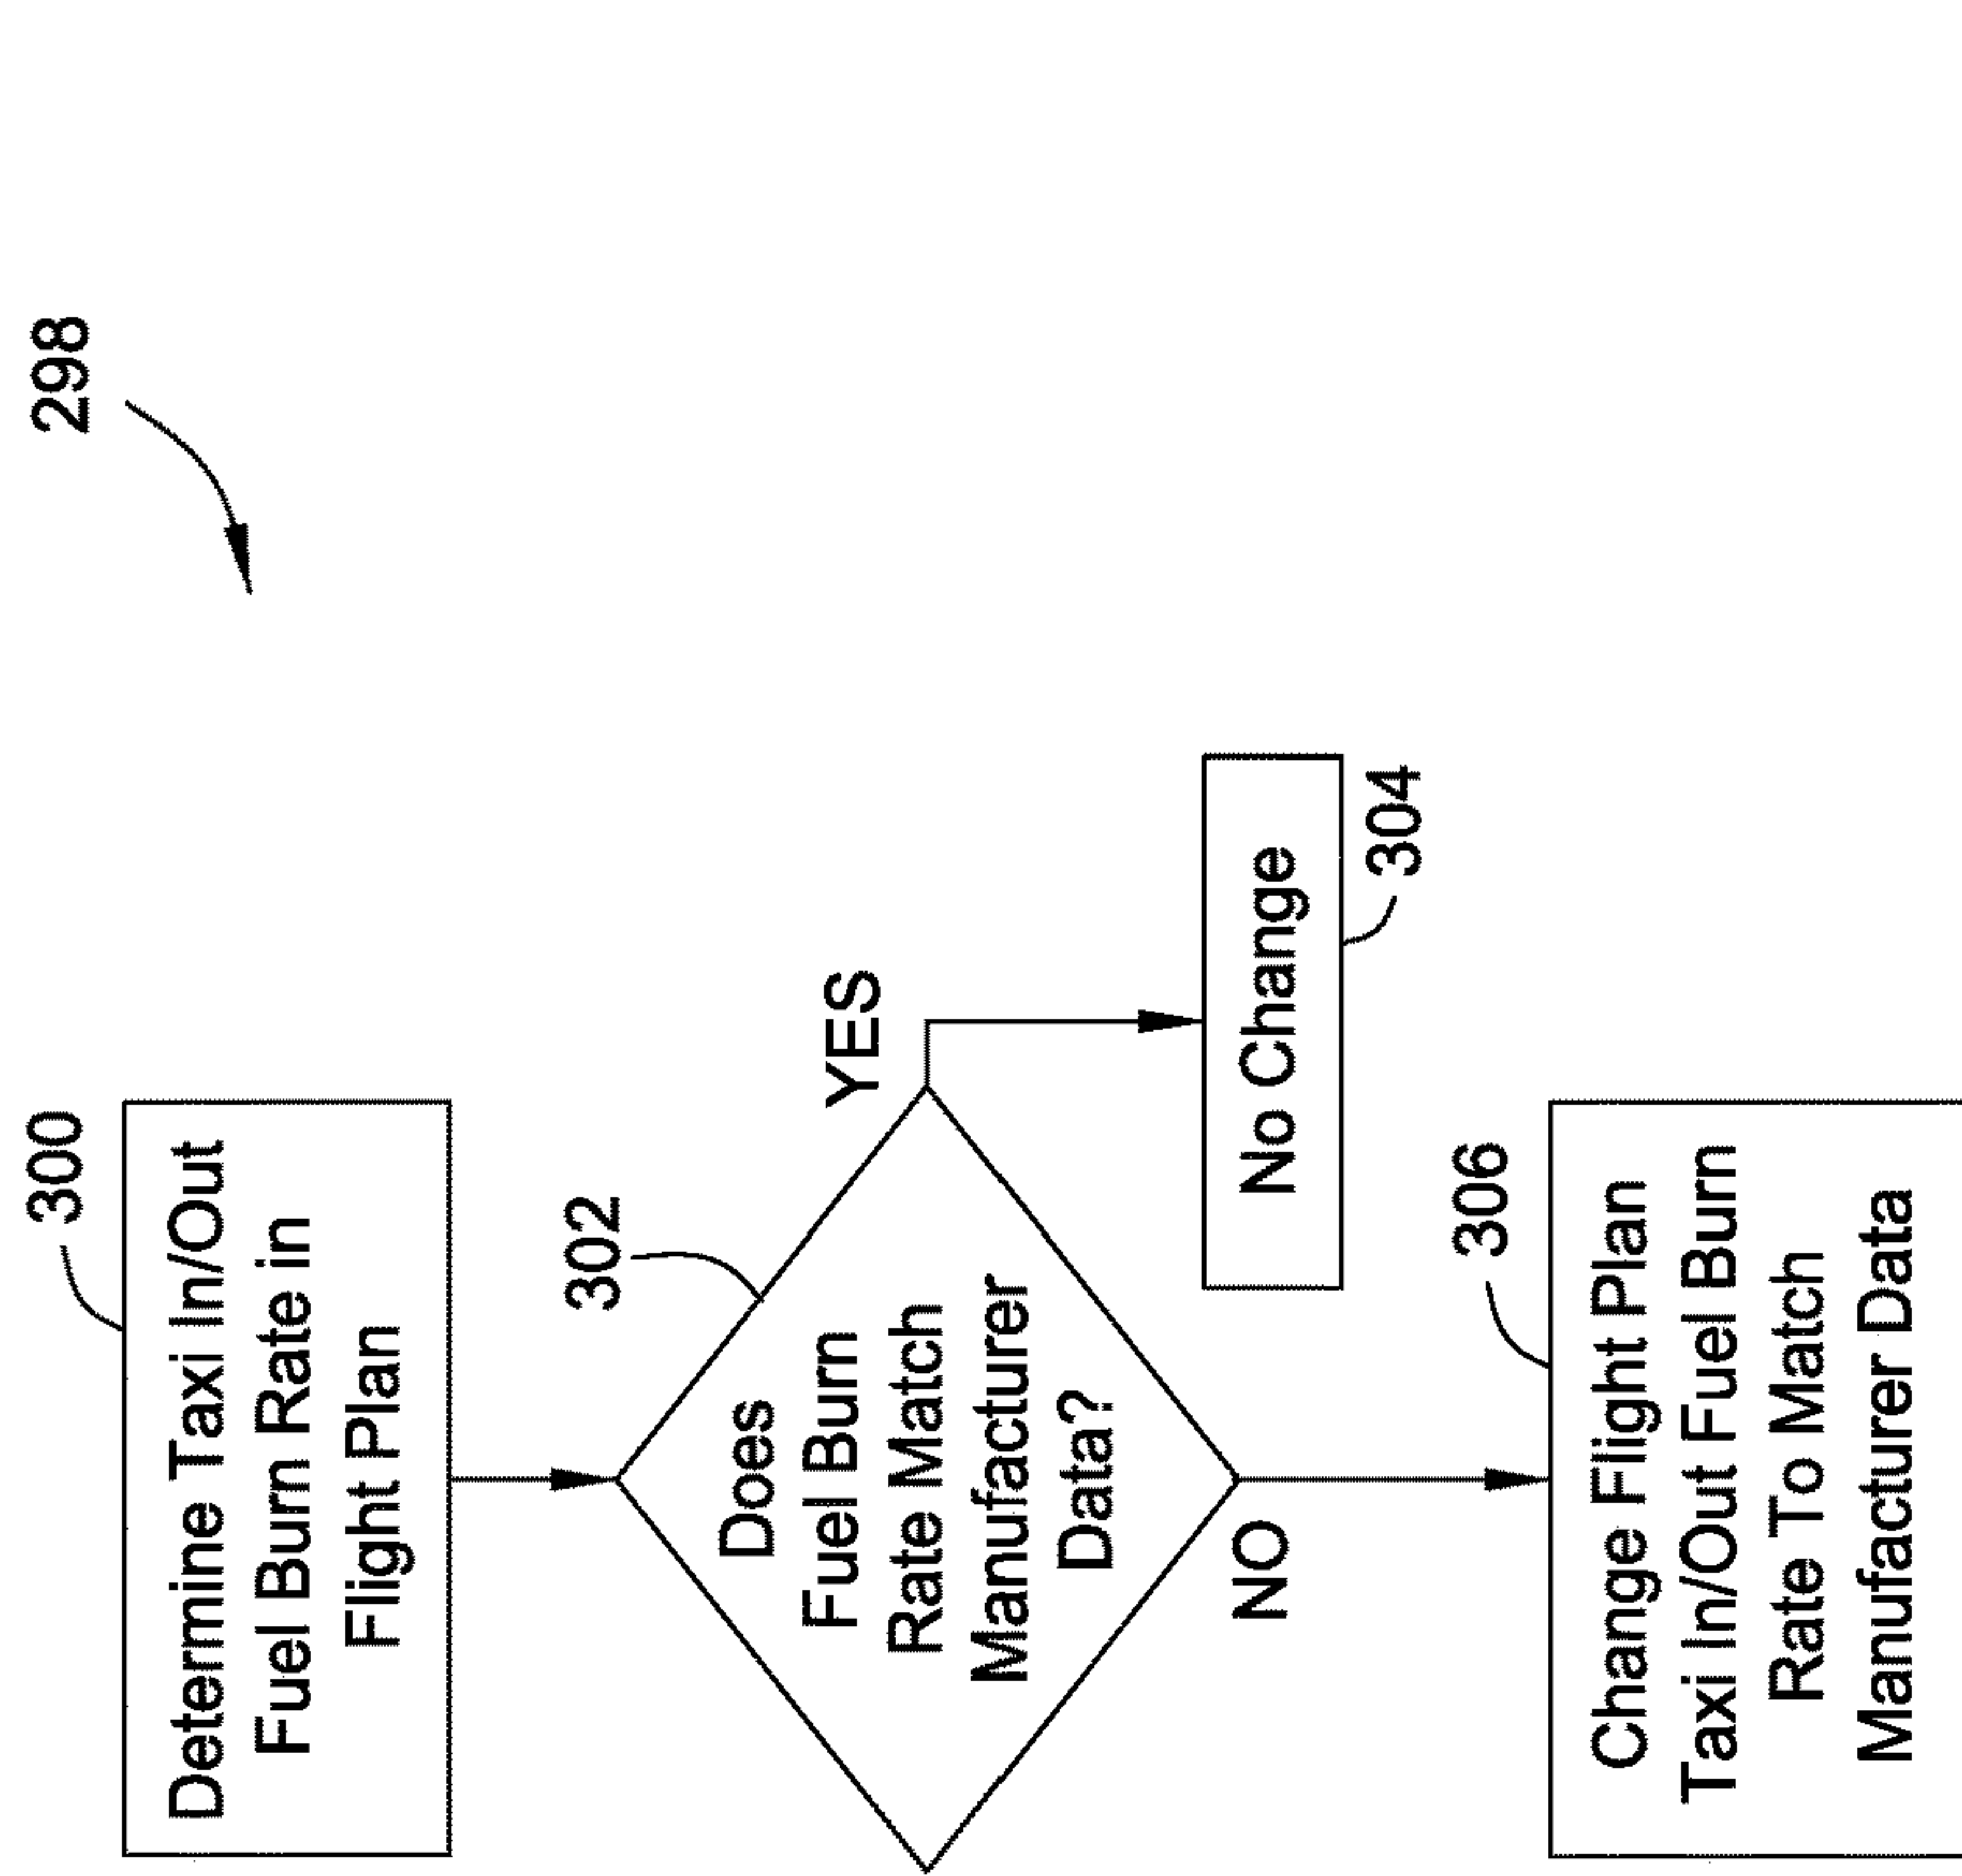 298
300
Determine Taxi In/Out
Fuel Burn Rate in
Flight Plan
302
Does
Fuel Burn
Rate Match
Manufacturer
Data?
YES
No Change
304
NO
306
Change Flight Plan
Taxi In/Out Fuel Burn
Rate To Match
Manufacturer Data